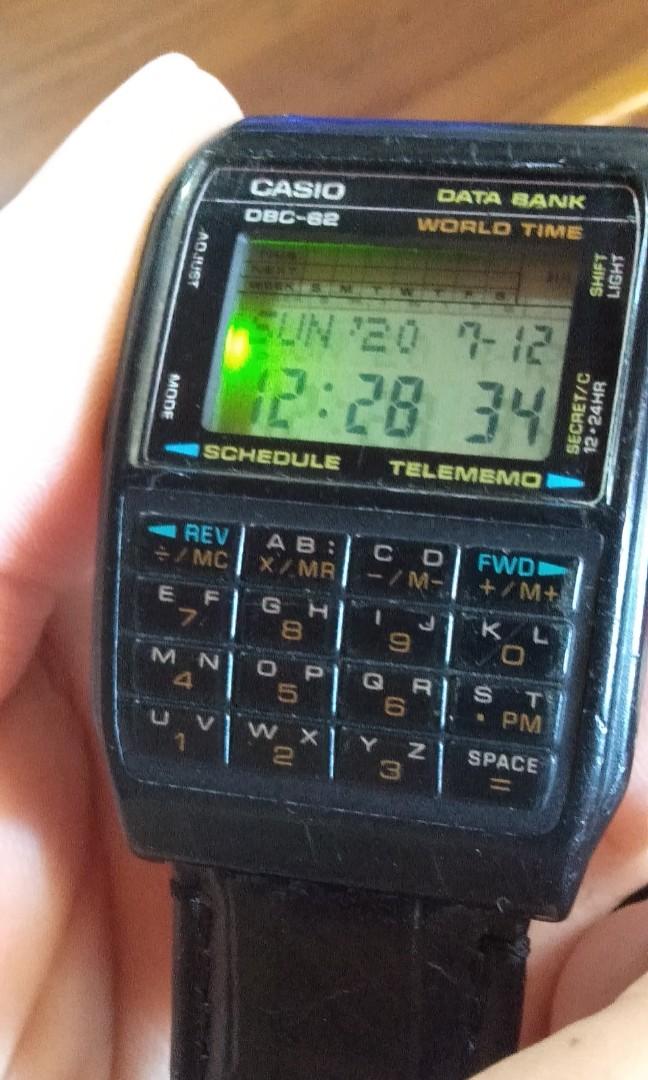 CASIO DATA BANK
DBC-62 WORLD TIME
ADJUST
SHIFT
LIGHT
WEEK S M T W T F S
SUN '20 7-12
12:28 34
MODE
SECRET/C
12•24HR
SCHEDULE TELEMEMO
REV
÷/MC
A B :
×/MR
C D
-/M-
FWD
+/M+
E F
7
G H
8
I J
9
K L
0
M N
4
O P
5
Q R
6
S T
• PM
U V
1
W X
2
Y Z
3
SPACE
=